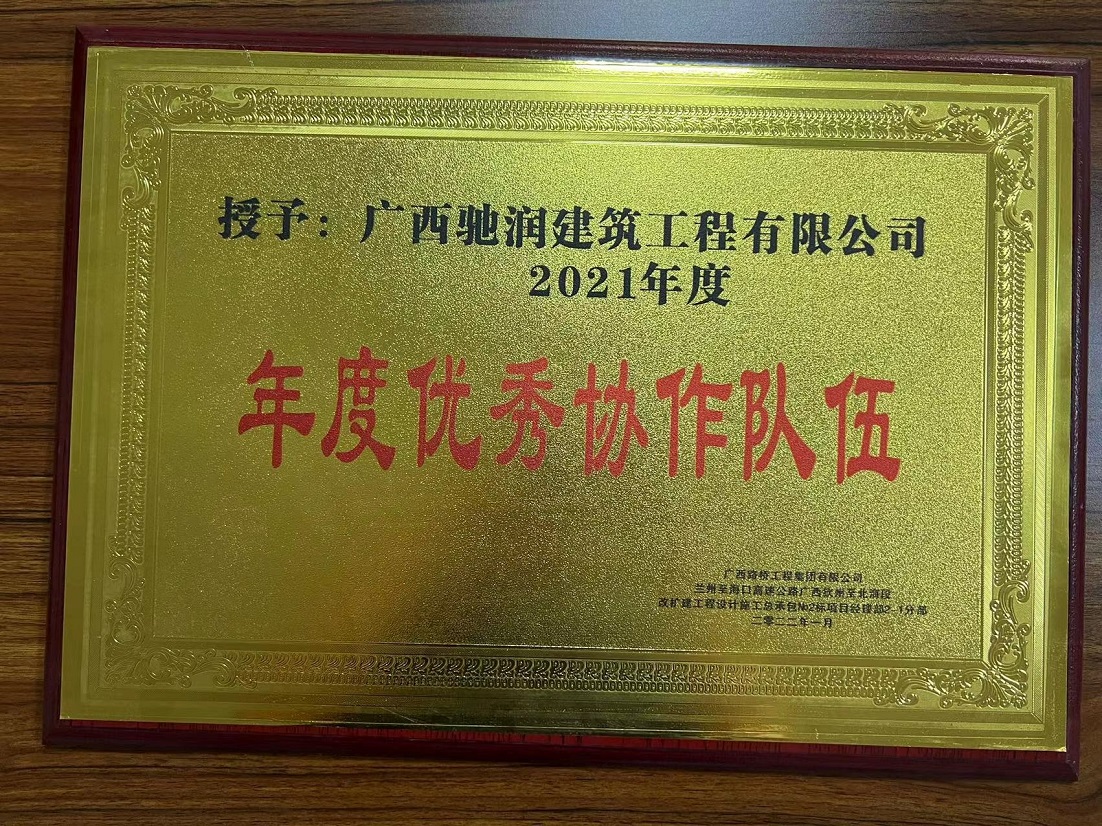 授予：广西驰润建筑工程有限公司
2021年度
年度优秀协作队伍
广西路桥工程集团有限公司
兰州至海口高速公路广西钦州至北海段
改扩建工程设计施工总承包№2标项目经理部2-1分部
二零二二年一月